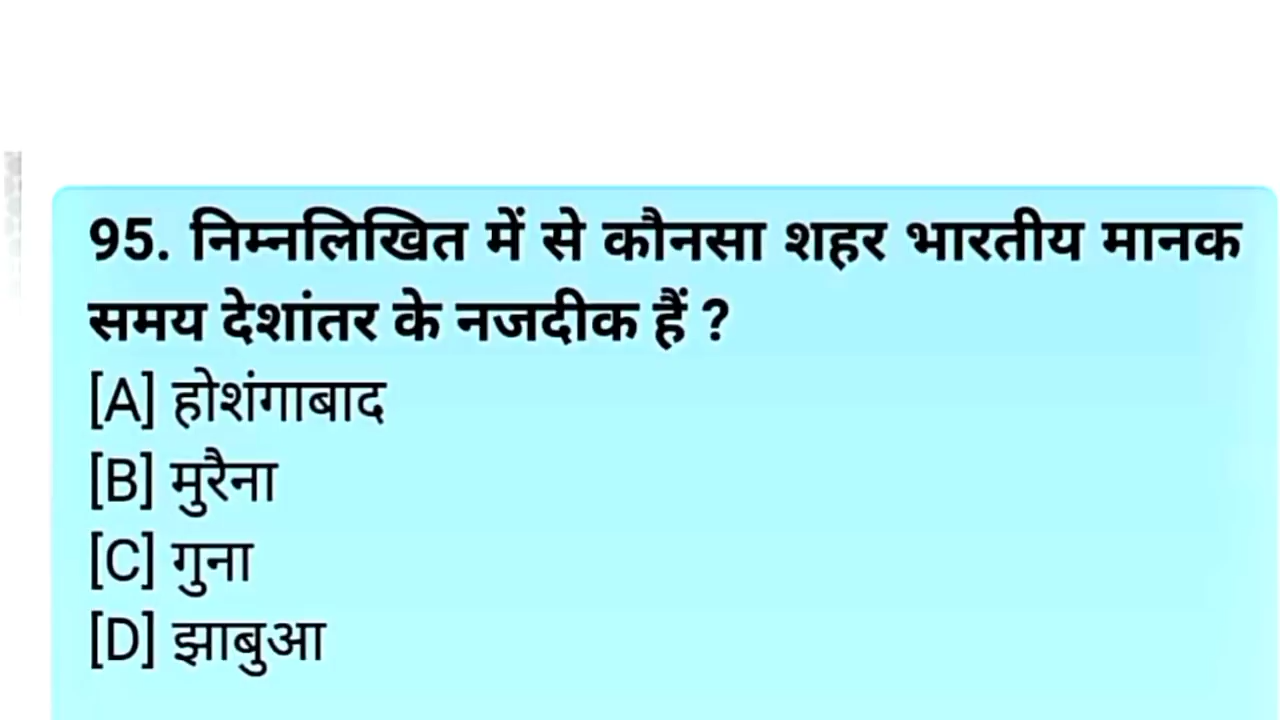 95. निम्नलिखित में से कौनसा शहर भारतीय मानक
समय देशांतर के नजदीक हैं ?
[A] होशंगाबाद
[B] मुरैना
[C] गुना
[D] झाबुआ